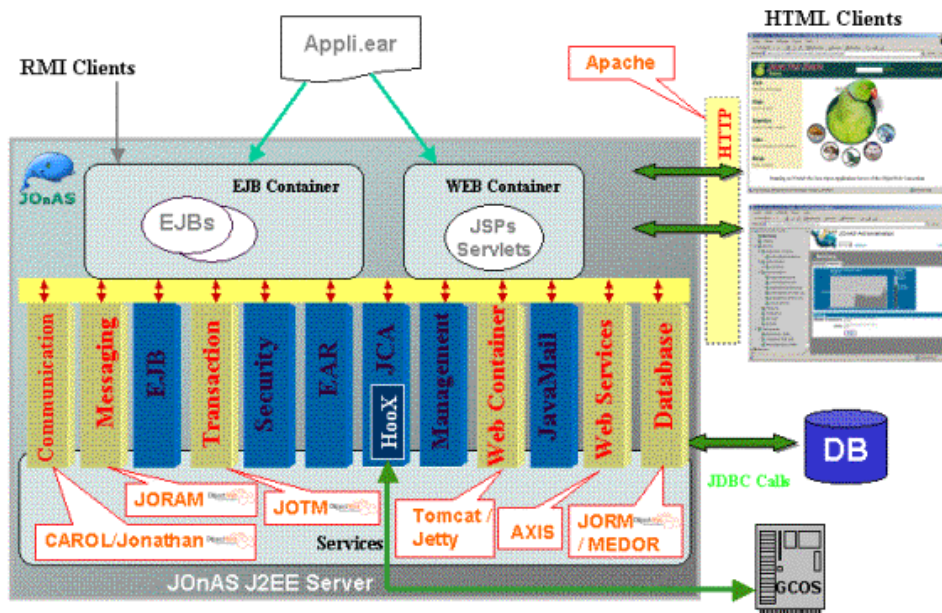 HTML Clients
Appli.ear
RMI Clients
Apache
HTTP
JOnAS
EJB Container
WEB Container
EJBs
JSPs
Servlets
JOnAS Administration
Communication
Messaging
EJB
Transaction
Security
EAR
JCA
HooX
Management
Web Container
JavaMail
Web Services
Database
DB
JDBC Calls
JORAM
JOTM
CAROL/Jonathan
Tomcat /
Jetty
AXIS
JORM
/ MEDOR
Services
JOnAS J2EE Server
GCOS